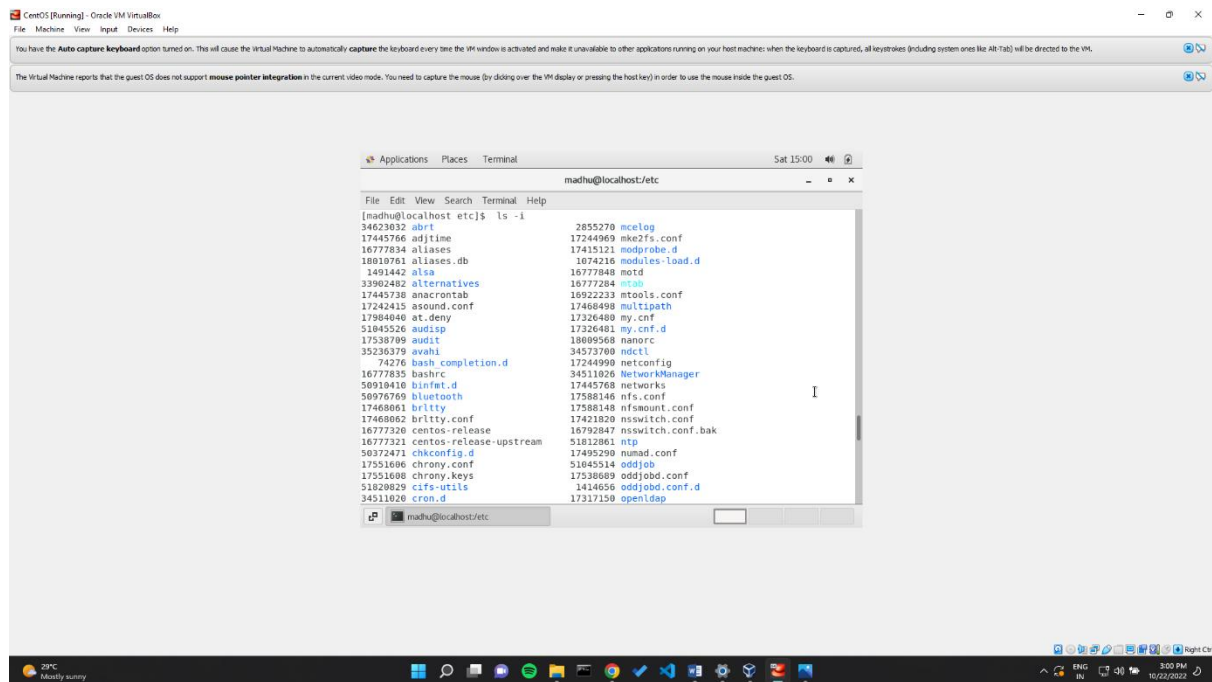 CentOS [Running] - Oracle VM VirtualBox
File Machine View Input Devices Help
You have the Auto capture keyboard option turned on. This will cause the Virtual Machine to automatically capture the keyboard every time the VM window is activated and make it unavailable to other applications running on your host machine: when the keyboard is captured, all keystrokes (including system ones like Alt-Tab) will be directed to the VM.
The Virtual Machine reports that the guest OS does not support mouse pointer integration in the current video mode. You need to capture the mouse (by clicking over the VM display or pressing the host key) in order to use the mouse inside the guest OS.
Applications Places Terminal Sat 15:00
madhu@localhost:/etc
File Edit View Search Terminal Help
[madhu@localhost etc]$ ls -i
34623032 abrt 2855270 mcelog
17445766 adjtime 17244969 mke2fs.conf
16777834 aliases 17415121 modprobe.d
18010761 aliases.db 1074216 modules-load.d
1491442 alsa 16777848 motd
33902482 alternatives 16777284 mtab
17445738 anacrontab 16922233 mtools.conf
17242415 asound.conf 17468498 multipath
17984040 at.deny 17326480 my.cnf
51045526 audisp 17326481 my.cnf.d
17538709 audit 18009568 nanorc
35236379 avahi 34573700 ndctl
74276 bash_completion.d 17244990 netconfig
16777835 bashrc 34511026 NetworkManager
50910410 binfmt.d 17445768 networks
50976769 bluetooth 17588146 nfs.conf
17468061 brltty 17588148 nfsmount.conf
17468062 brltty.conf 17421820 nsswitch.conf
16777320 centos-release 16792847 nsswitch.conf.bak
16777321 centos-release-upstream 51812861 ntp
50372471 chkconfig.d 17495290 numad.conf
17551606 chrony.conf 51045514 oddjob
17551608 chrony.keys 17538689 oddjobd.conf
51820829 cifs-utils 1414656 oddjobd.conf.d
34511020 cron.d 17317150 openldap
madhu@localhost:/etc
Right Ctr
29°C
Mostly sunny
ENG
IN
3:00 PM
10/22/2022